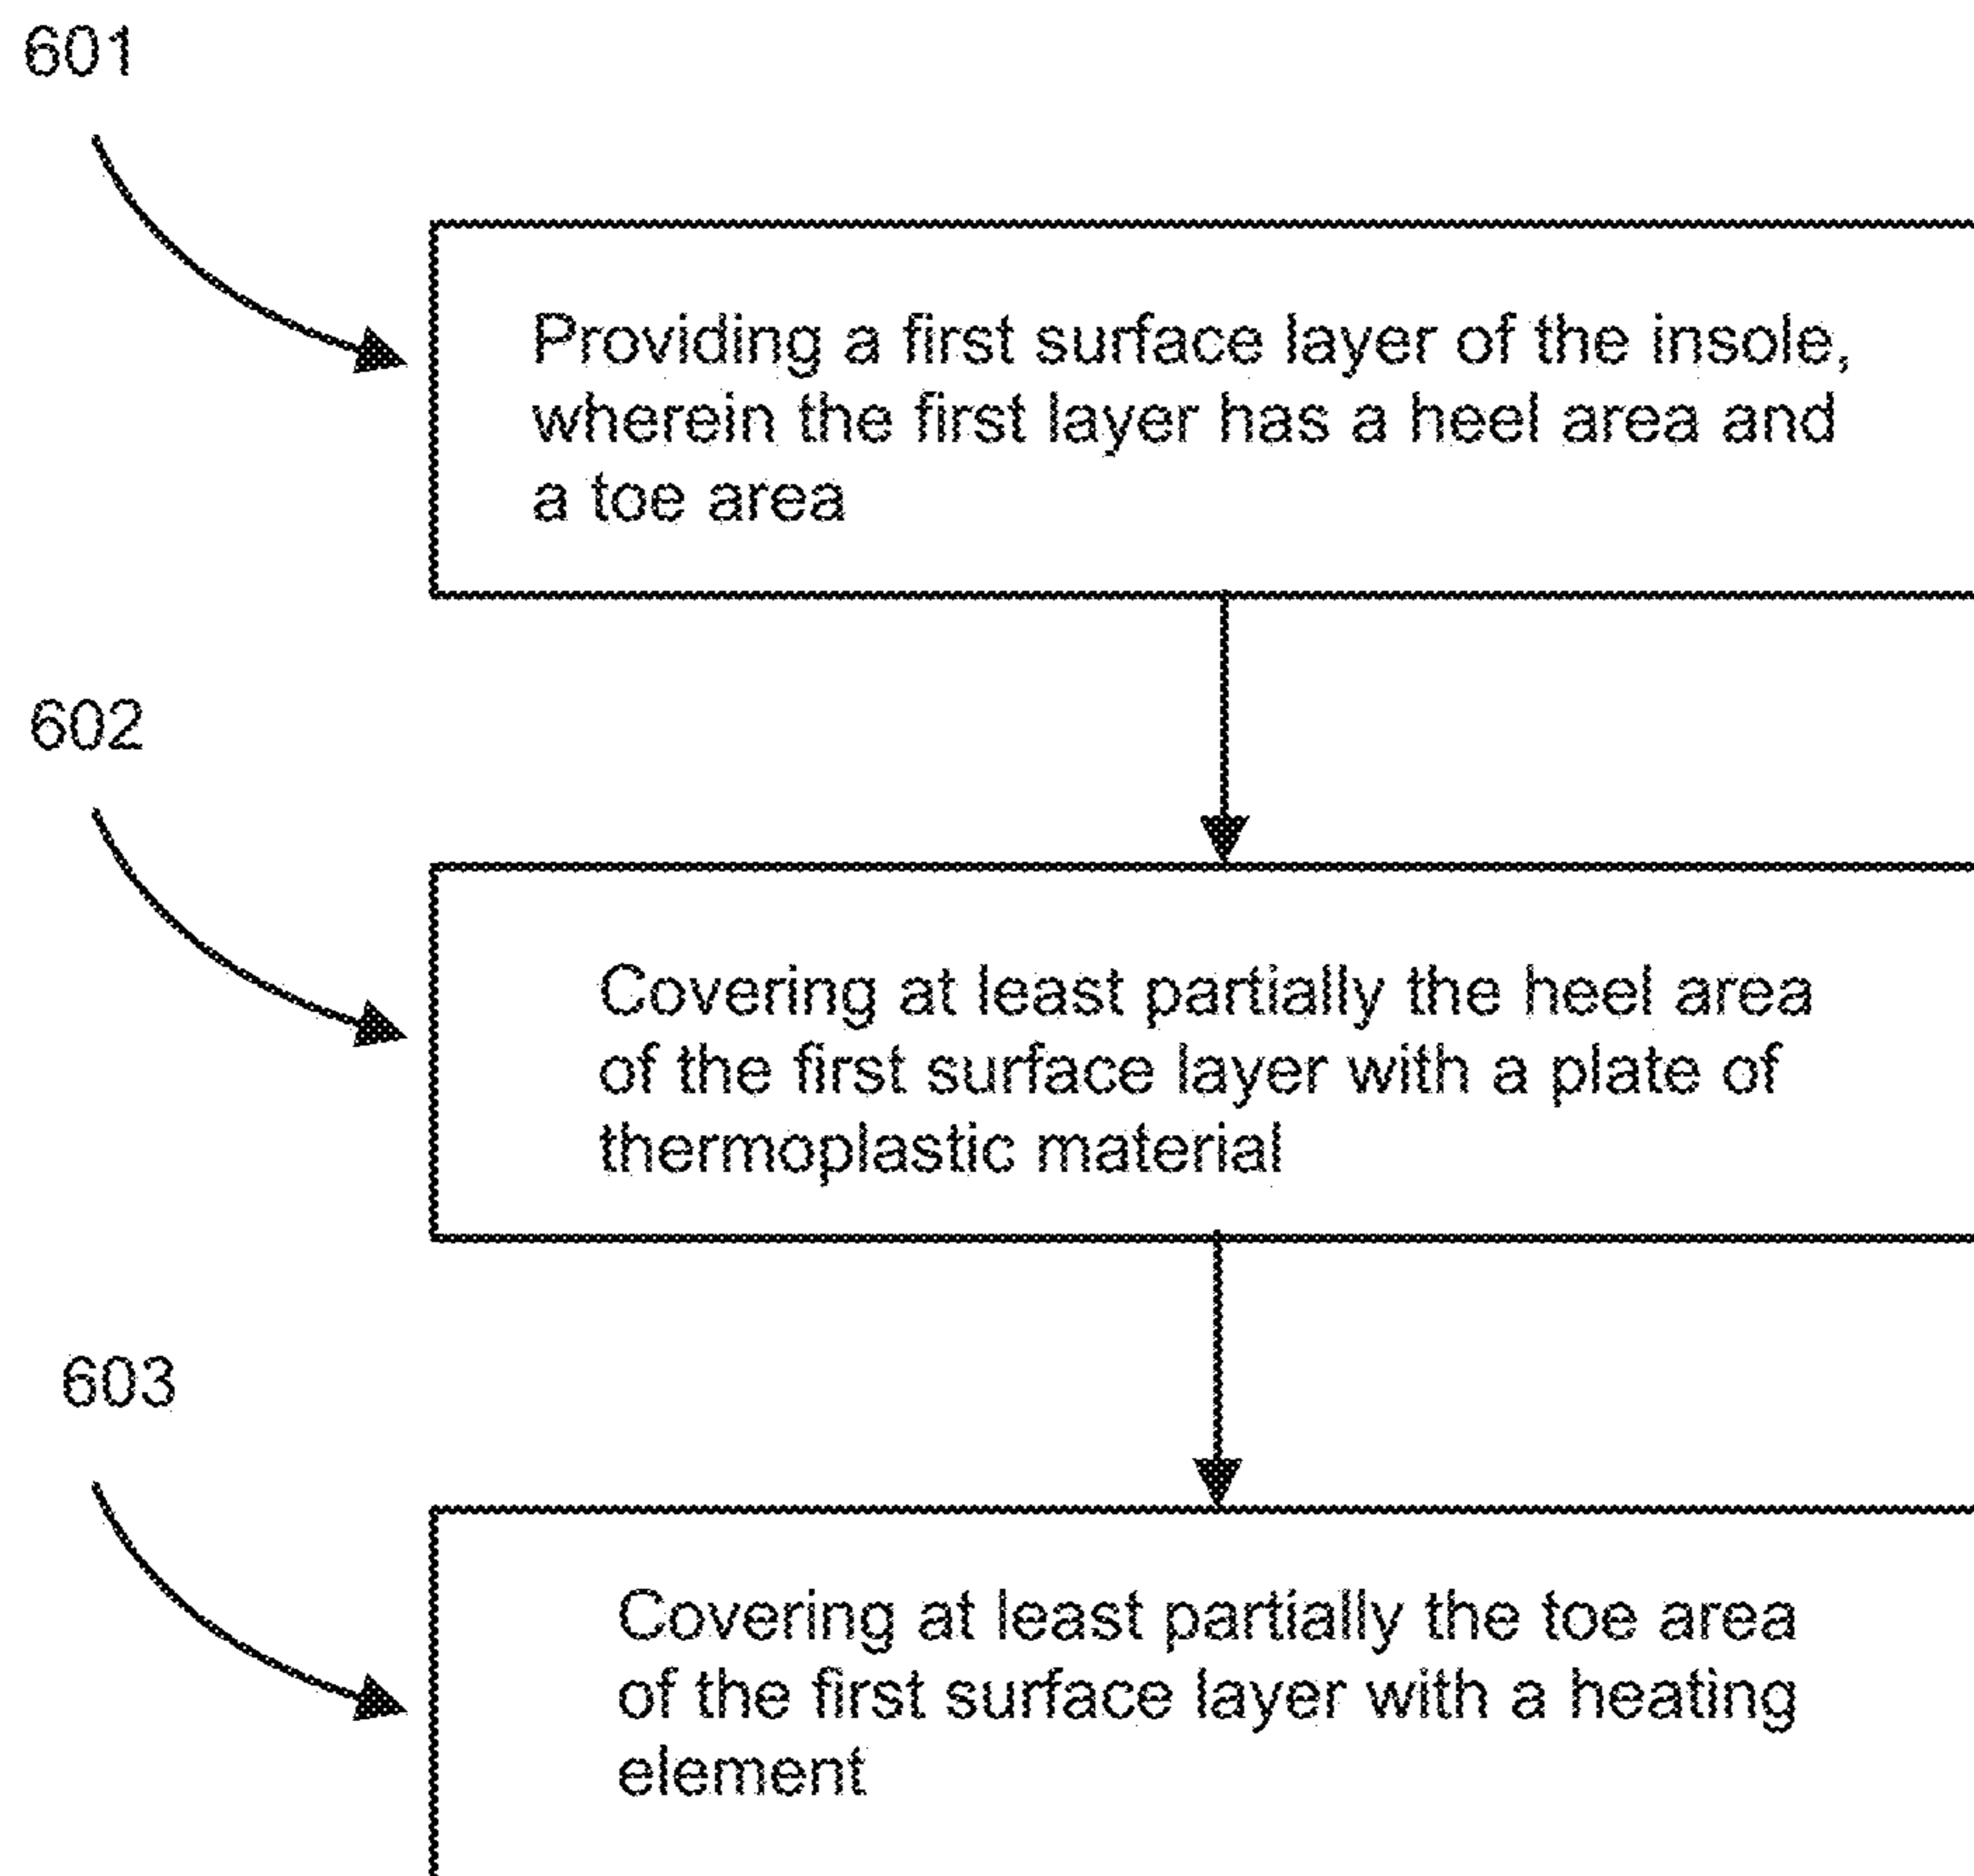 601
Providing a first surface layer of the insole,
wherein the first layer has a heel area and
a toe area
602
Covering at least partially the heel area
of the first surface layer with a plate of
thermoplastic material
603
Covering at least partially the toe area
of the first surface layer with a heating
element